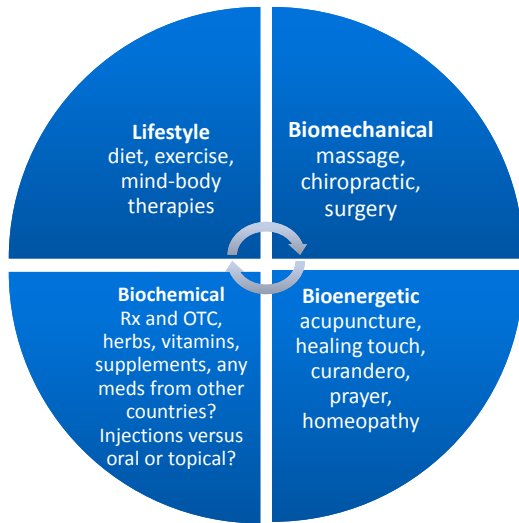 Lifestyle
diet, exercise,
mind-body
therapies
Biomechanical
massage,
chiropractic,
surgery
Biochemical
Rx and OTC,
herbs, vitamins,
supplements, any
meds from other
countries?
Injections versus
oral or topical?
Bioenergetic
acupuncture,
healing touch,
curandero,
prayer,
homeopathy